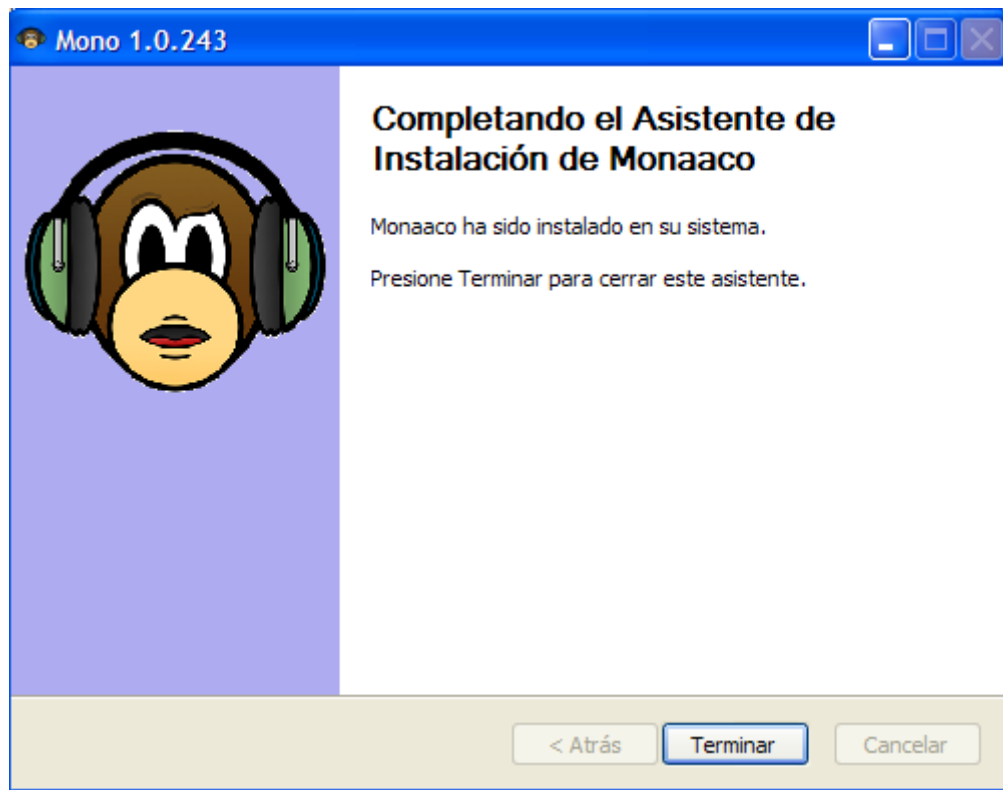 Mono 1.0.243
Completando el Asistente de
Instalación de Monaaco
Monaaco ha sido instalado en su sistema.
Presione Terminar para cerrar este asistente.
< Atrás
Terminar
Cancelar